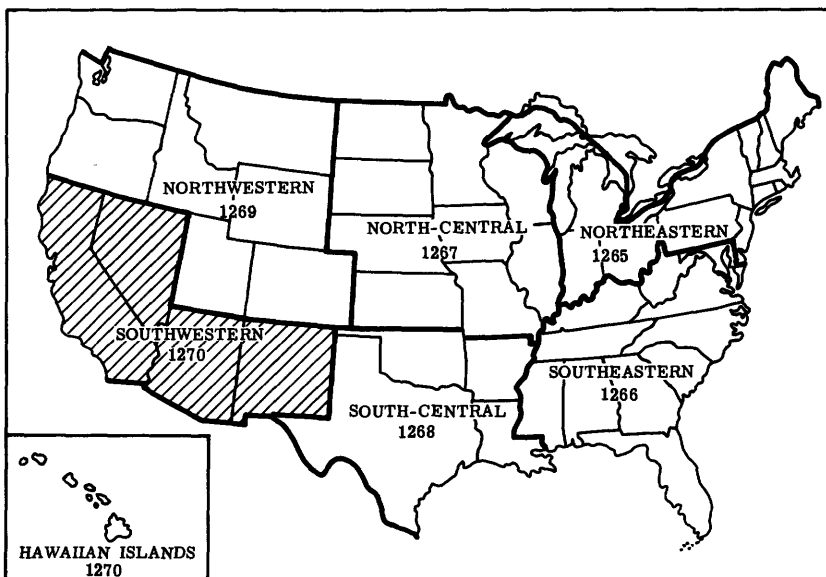 NORTHWESTERN
1269
NORTH-CENTRAL
1267
NORTHEASTERN
1265
SOUTHWESTERN
1270
SOUTH-CENTRAL
1268
SOUTHEASTERN
1266
HAWAIIAN ISLANDS
1270